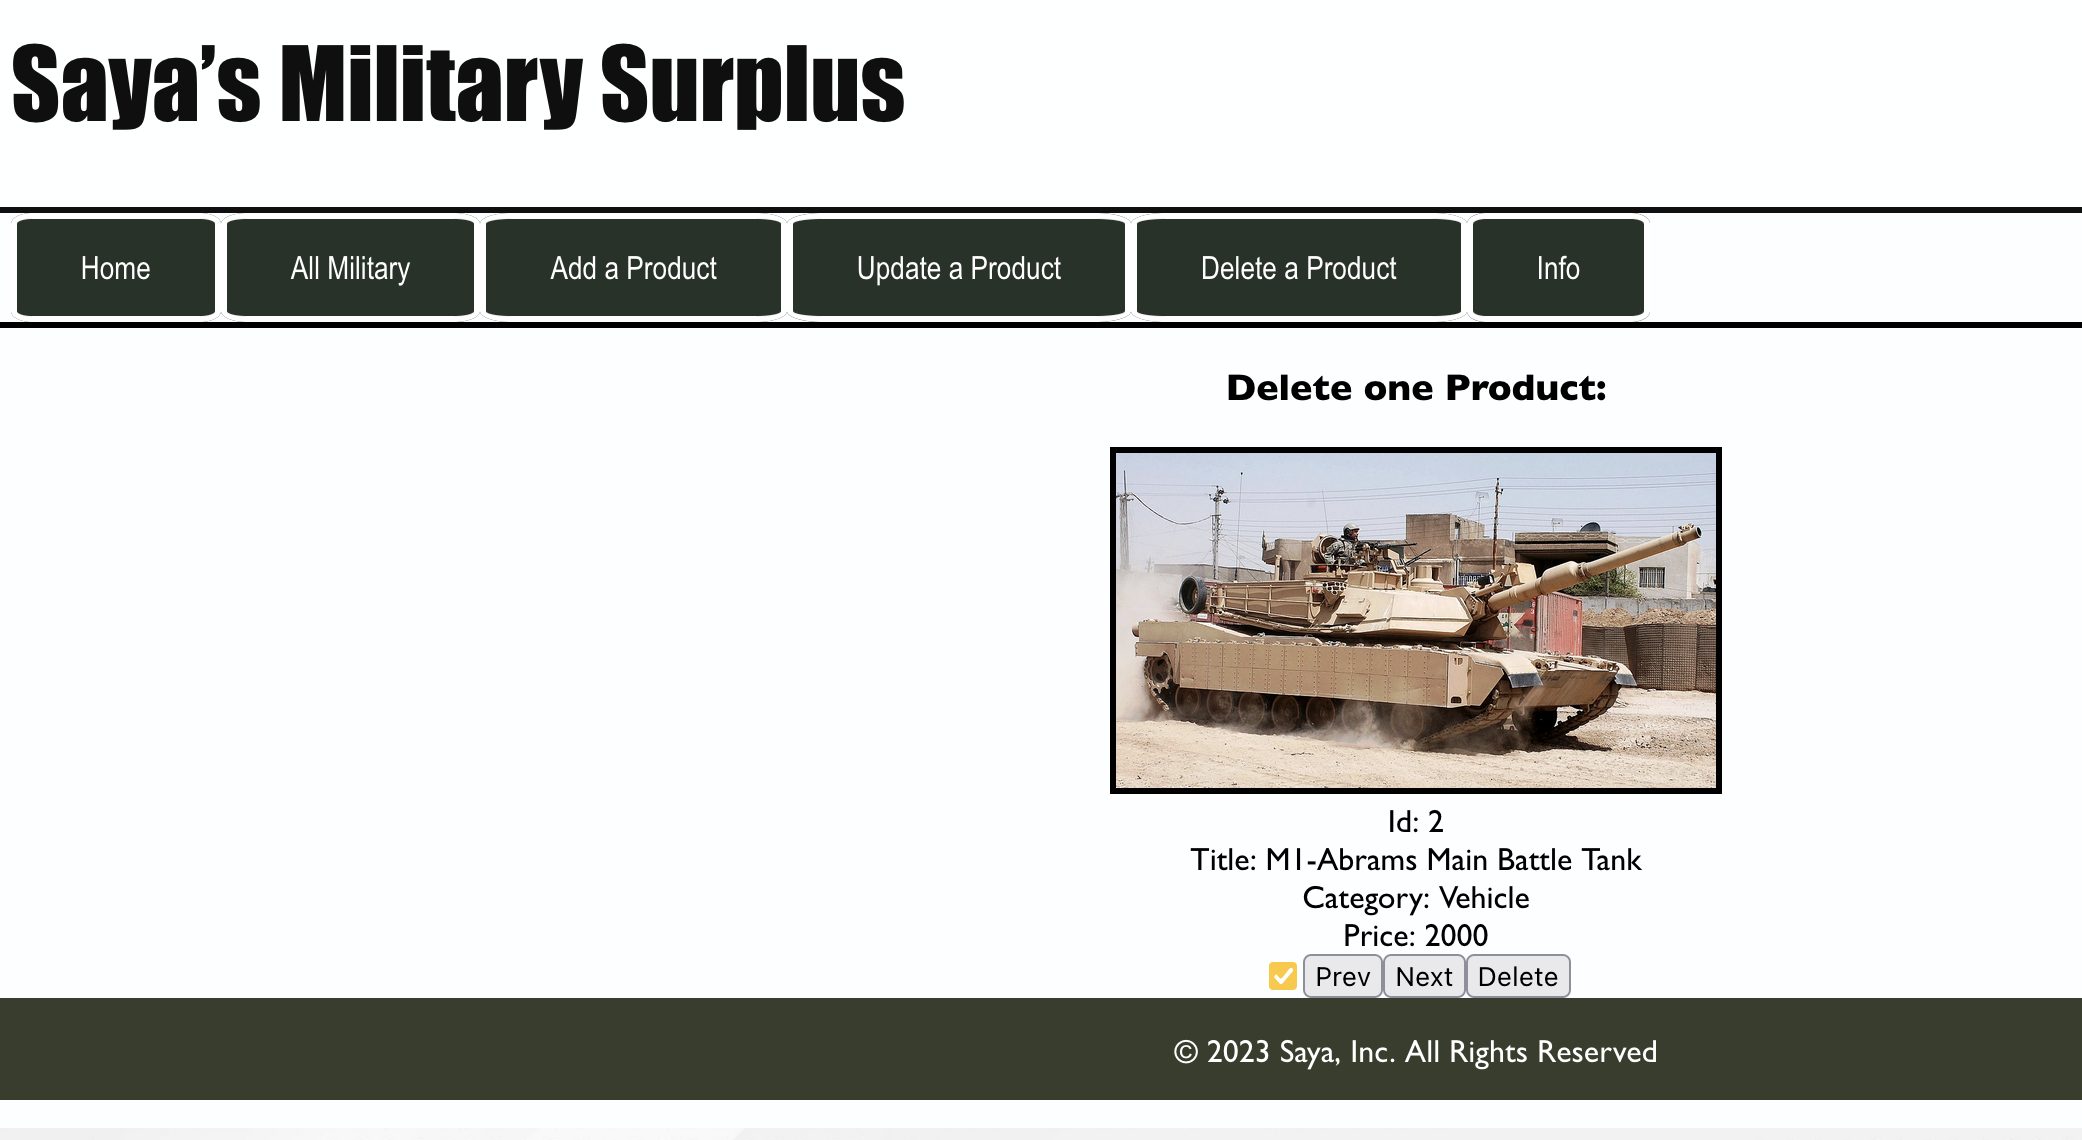 Saya’s Military Surplus
Home All Military Add a Product Update a Product Delete a Product Info
Delete one Product:
Id: 2
Title: M1-Abrams Main Battle Tank
Category: Vehicle
Price: 2000
Prev Next Delete
© 2023 Saya, Inc. All Rights Reserved